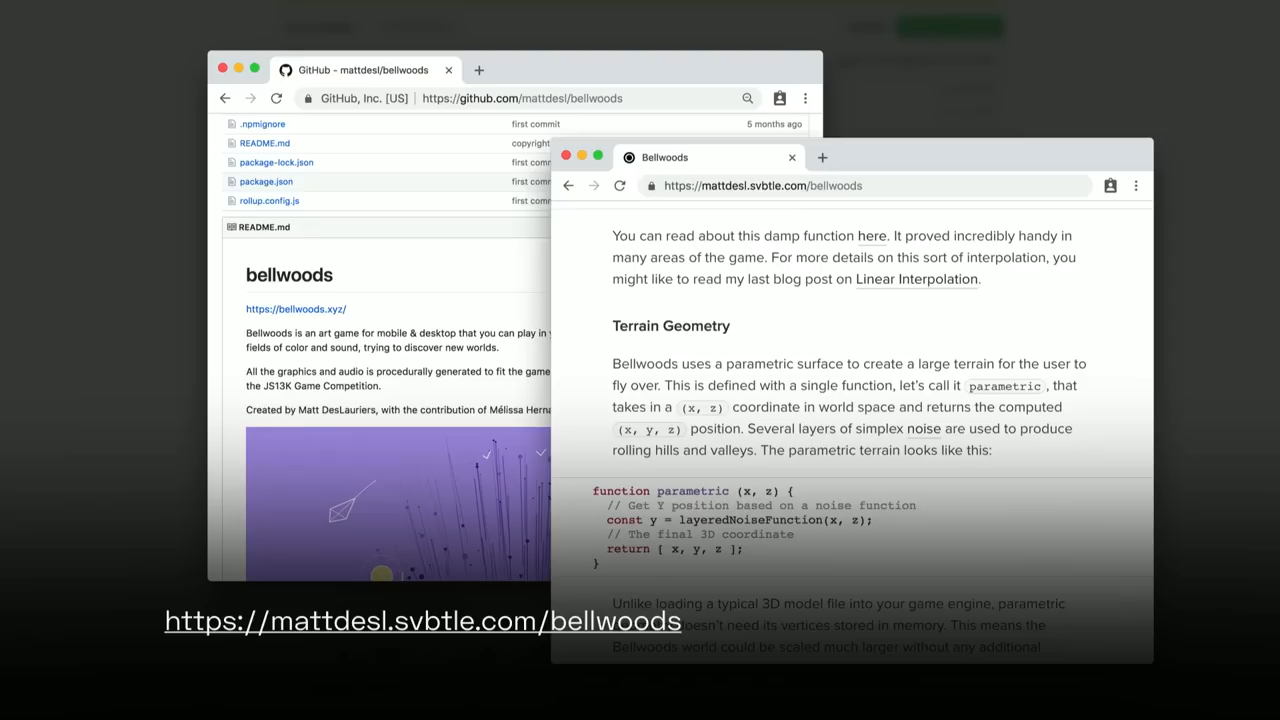 GitHub - mattdesl/bellwoods
GitHub, Inc. [US] | https://github.com/mattdesl/bellwoods
.npmignore first commit 5 months ago
README.md copyright
package-lock.json first
package.json first
rollup.config.js first
README.md
bellwoods
https://bellwoods.xyz/
Bellwoods is an art game for mobile & desktop that you can play in
fields of color and sound, trying to discover new worlds.
All the graphics and audio is procedurally generated to fit the game
the JS13K Game Competition.
Created by Matt DesLauriers, with the contribution of Mélissa
Bellwoods
https://mattdesl.svbtle.com/bellwoods
You can read about this damp function here. It proved incredibly handy in
many areas of the game. For more details on this sort of interpolation, you
might like to read my last blog post on Linear Interpolation.
Terrain Geometry
Bellwoods uses a parametric surface to create a large terrain for the user to
fly over. This is defined with a single function, let’s call it parametric, that
takes in a (x, z) coordinate in world space and returns the computed
(x, y, z) position. Several layers of simplex noise are used to produce
rolling hills and valleys. The parametric terrain looks like this:
function parametric (x, z) {
// Get Y position based on a noise function
const y = layeredNoiseFunction(x, z);
// The final 3D coordinate
return [ x, y, z ];
}
Unlike loading a typical 3D model file into your game engine, parametric
doesn’t need its vertices stored in memory. This means the
Bellwoods world could be scaled much larger without any additional
https://mattdesl.svbtle.com/bellwoods